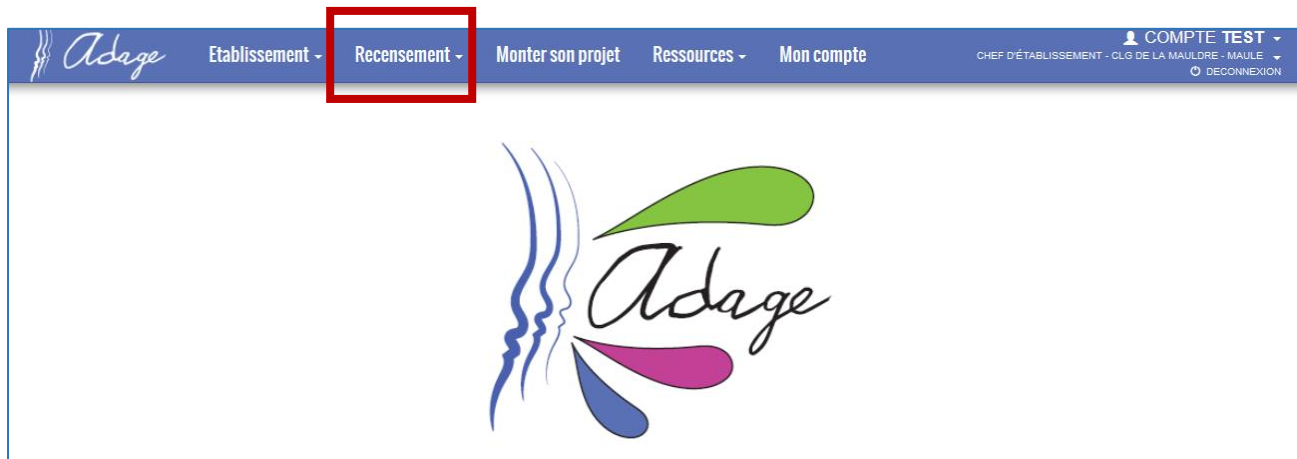 Adage Etablissement Recensement Monter son projet Ressources Mon compte
COMPTE TEST
CHEF D'ÉTABLISSEMENT - CLG DE LA MAULDRE - MAULE
DECONNEXION
Adage